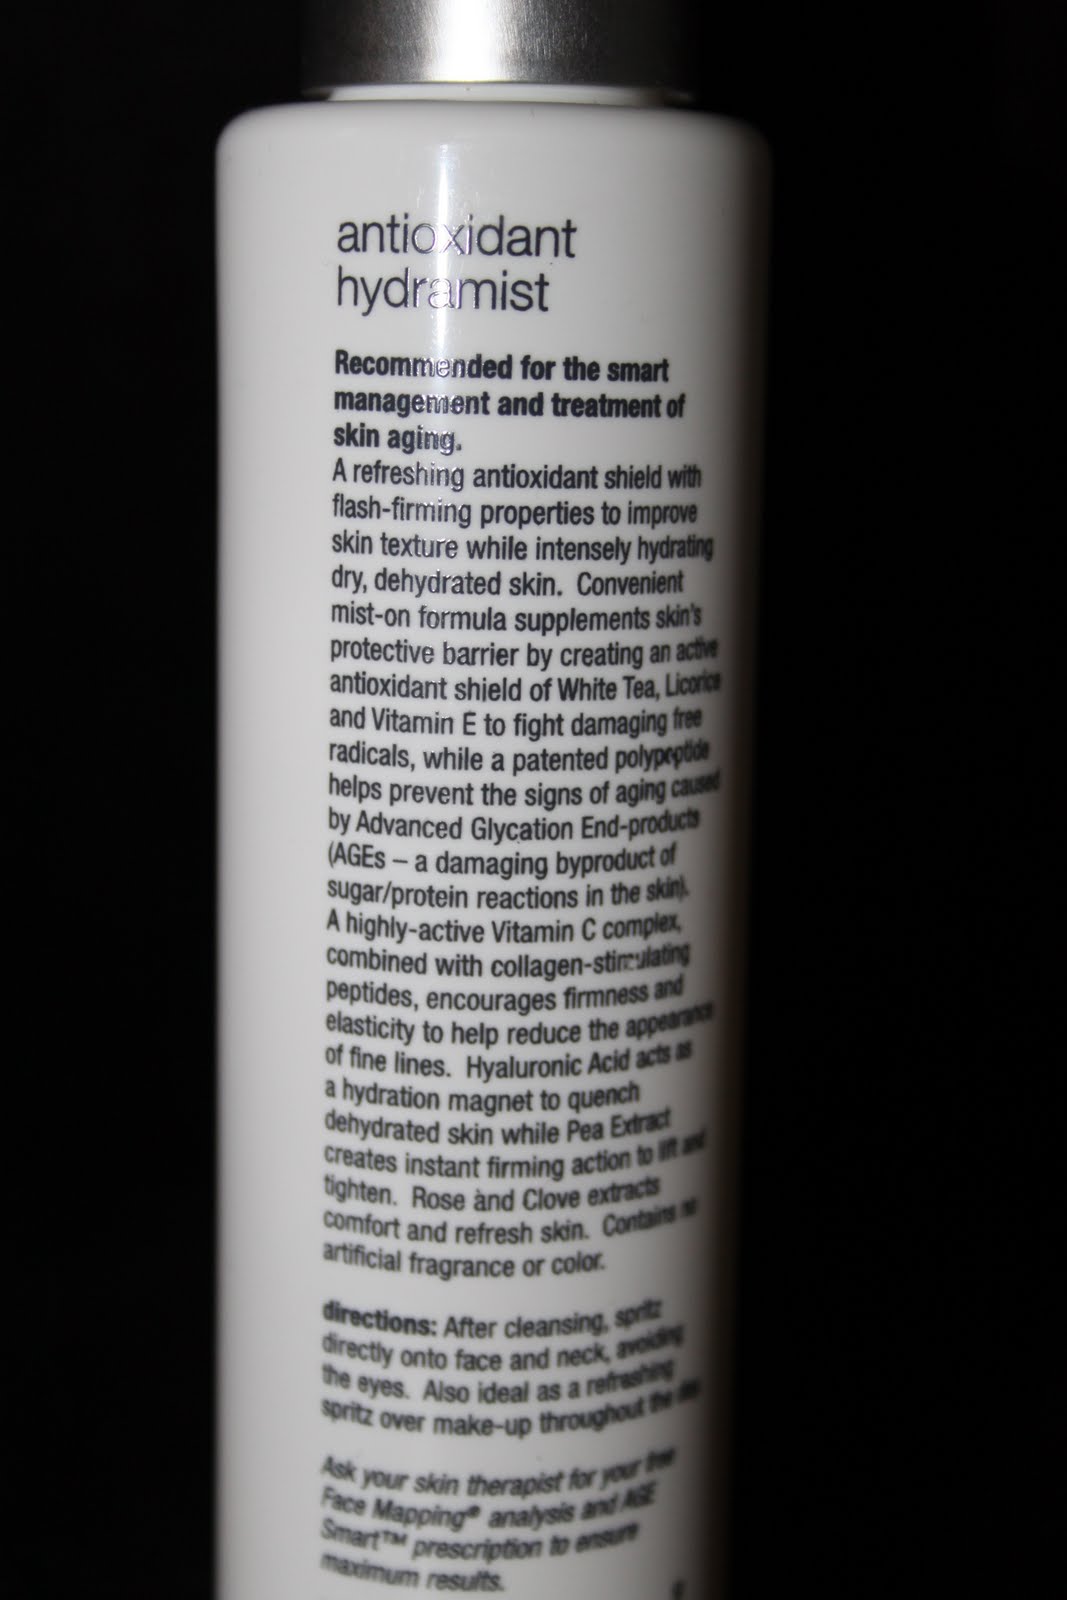 antioxidant
hydramist
Recommended for the smart
management and treatment of
skin aging.
A refreshing antioxidant shield with
flash-firming properties to improve
skin texture while intensely hydrating
dry, dehydrated skin. Convenient
mist-on formula supplements skin's
protective barrier by creating an active
antioxidant shield of White Tea, Licorice
and Vitamin E to fight damaging free
radicals, while a patented polypeptide
helps prevent the signs of aging caused
by Advanced Glycation End-products
(AGEs – a damaging byproduct of
sugar/protein reactions in the skin).
A highly-active Vitamin C complex,
combined with collagen-stimulating
peptides, encourages firmness and
elasticity to help reduce the appearance
of fine lines. Hyaluronic Acid acts as
a hydration magnet to quench
dehydrated skin while Pea Extract
creates instant firming action to lift and
tighten. Rose and Clove extracts
comfort and refresh skin. Contains no
artificial fragrance or color.
directions: After cleansing, spritz
directly onto face and neck, avoiding
the eyes. Also ideal as a refreshing
spritz over make-up throughout the day.
Ask your skin therapist for your free
Face Mapping® analysis and AGE
Smart™ prescription to ensure
maximum results.